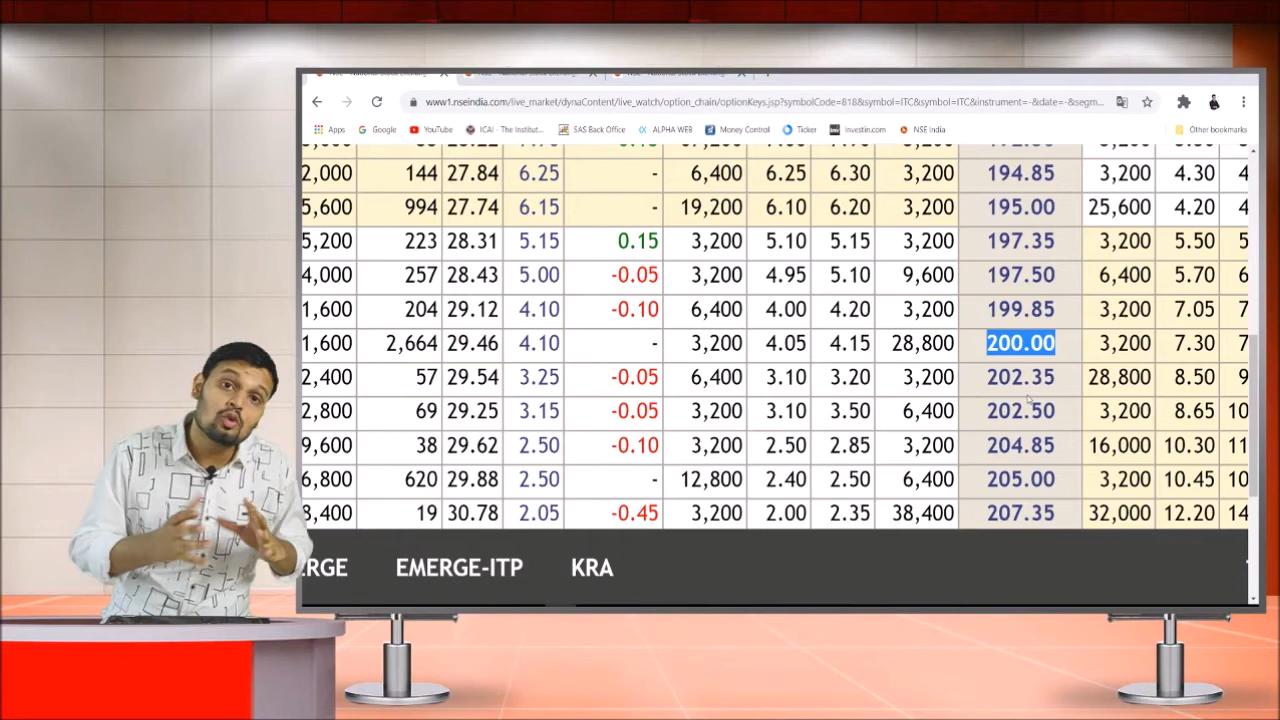 www1.nseindia.com/live_market/dynaContent/live_watch/option_chain/optionKeys.jsp?symbolCode=818&symbol=ITC&symbol=ITC&instrument=-&date=-&segm...
Apps Google YouTube ICAI - The Institut... SAS Back Office ALPHA WEB Money Control Ticker Investin.com NSE India Other bookmarks
2,000 144 27.84 6.25 - 6,400 6.25 6.30 3,200 194.85 3,200 4.30 4
5,600 994 27.74 6.15 - 19,200 6.10 6.20 3,200 195.00 25,600 4.20 4
5,200 223 28.31 5.15 0.15 3,200 5.10 5.15 3,200 197.35 3,200 5.50 5
4,000 257 28.43 5.00 -0.05 3,200 4.95 5.10 9,600 197.50 6,400 5.70 6
1,600 204 29.12 4.10 -0.10 6,400 4.00 4.20 3,200 199.85 3,200 7.05 7
1,600 2,664 29.46 4.10 - 3,200 4.05 4.15 28,800 200.00 3,200 7.30 7
2,400 57 29.54 3.25 -0.05 6,400 3.10 3.20 3,200 202.35 28,800 8.50 9
2,800 69 29.25 3.15 -0.05 3,200 3.10 3.50 6,400 202.50 3,200 8.65 10
9,600 38 29.62 2.50 -0.10 3,200 2.50 2.85 3,200 204.85 16,000 10.30 11
6,800 620 29.88 2.50 - 12,800 2.40 2.50 6,400 205.00 3,200 10.45 10
8,400 19 30.78 2.05 -0.45 3,200 2.00 2.35 38,400 207.35 32,000 12.20 14
ERGE EMERGE-ITP KRA